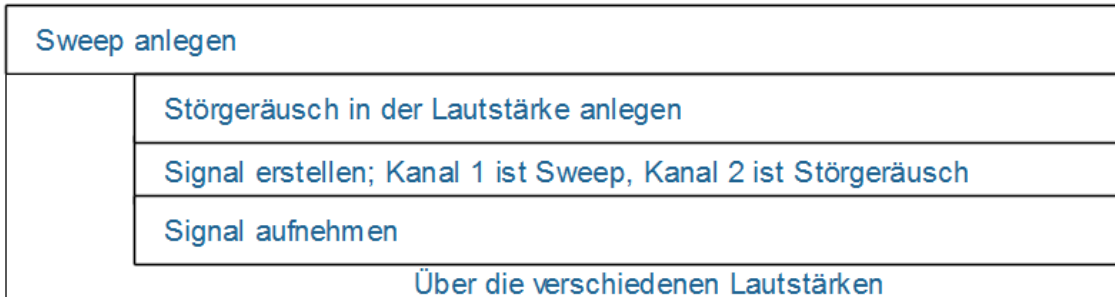 Sweep anlegen
Störgeräusch in der Lautstärke anlegen
Signal erstellen; Kanal 1 ist Sweep, Kanal 2 ist Störgeräusch
Signal aufnehmen
Über die verschiedenen Lautstärken